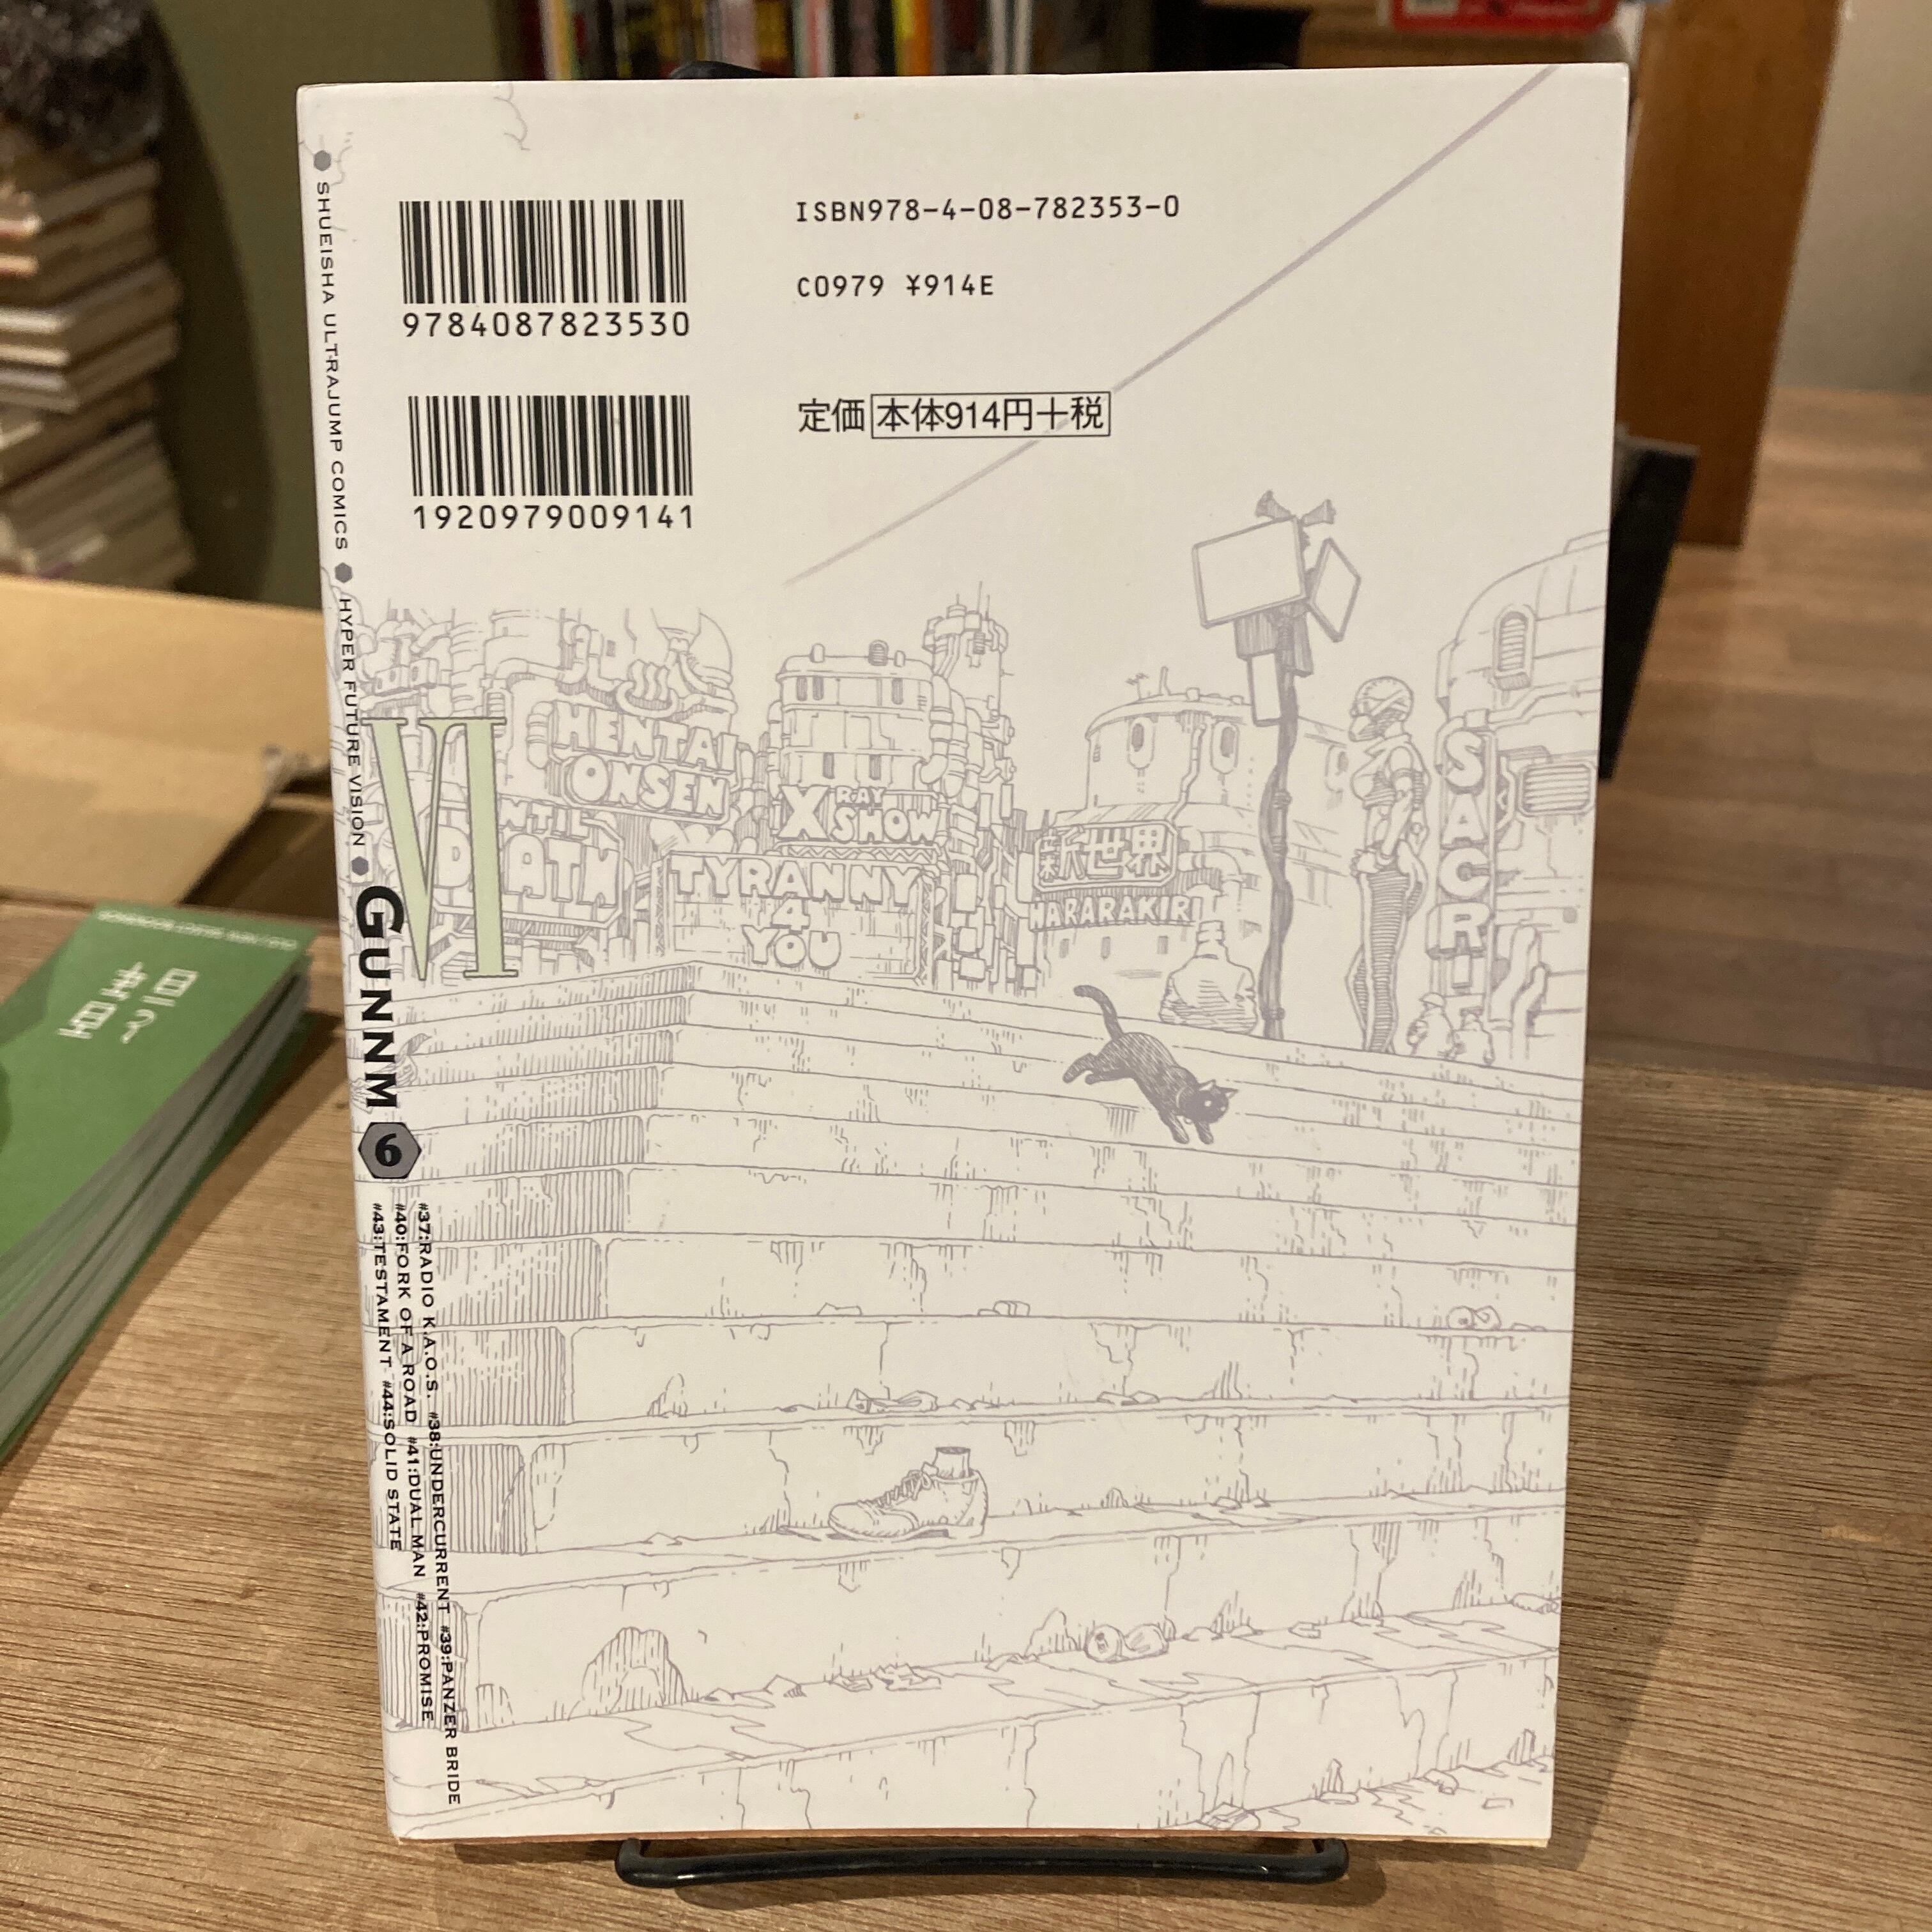 ISBN978-4-08-782353-0
C0979 ¥914E
9784087823530
定価 本体914円+税
1920979009141
SHUEISHA ULTRAJUMP COMICS
HYPER FUTURE VISION
GUNNM 6
#37:RADIO K.A.O.S. #38:UNDERCURRENT #39:PANZER BRIDE
#40:FORK OF A ROAD #41:DUAL MAN #42:PROMISE
#43:TESTAMENT #44:SOLID STATE
VI
HENTAI
ONSEN
X RAY
SHOW
TYRANNY
4
YOU
新世界
HARARAKIRI